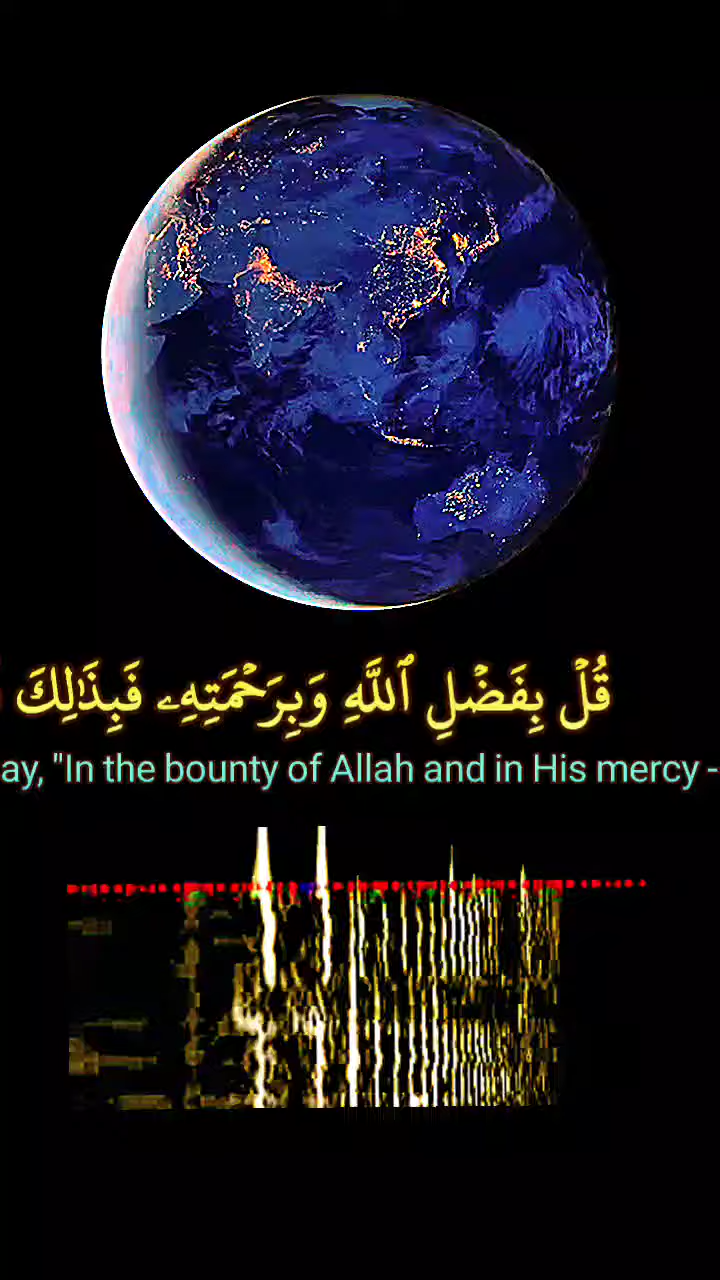 قُلْ بِفَضْلِ ٱللَّهِ وَبِرَحْمَتِهِۦ فَبِذَٰلِكَ
ay, "In the bounty of Allah and in His mercy -